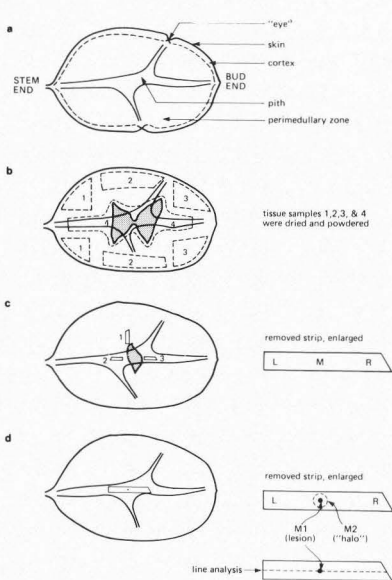 a
"eye"
skin
cortex
STEM
END
BUD
END
pith
perimedullary zone
b
1
2
3
4
4
1
2
3
tissue samples 1,2,3, & 4
were dried and powdered
c
1
2
3
removed strip, enlarged
L M R
d
removed strip, enlarged
L R
M1
(lesion)
M2
("halo")
line analysis